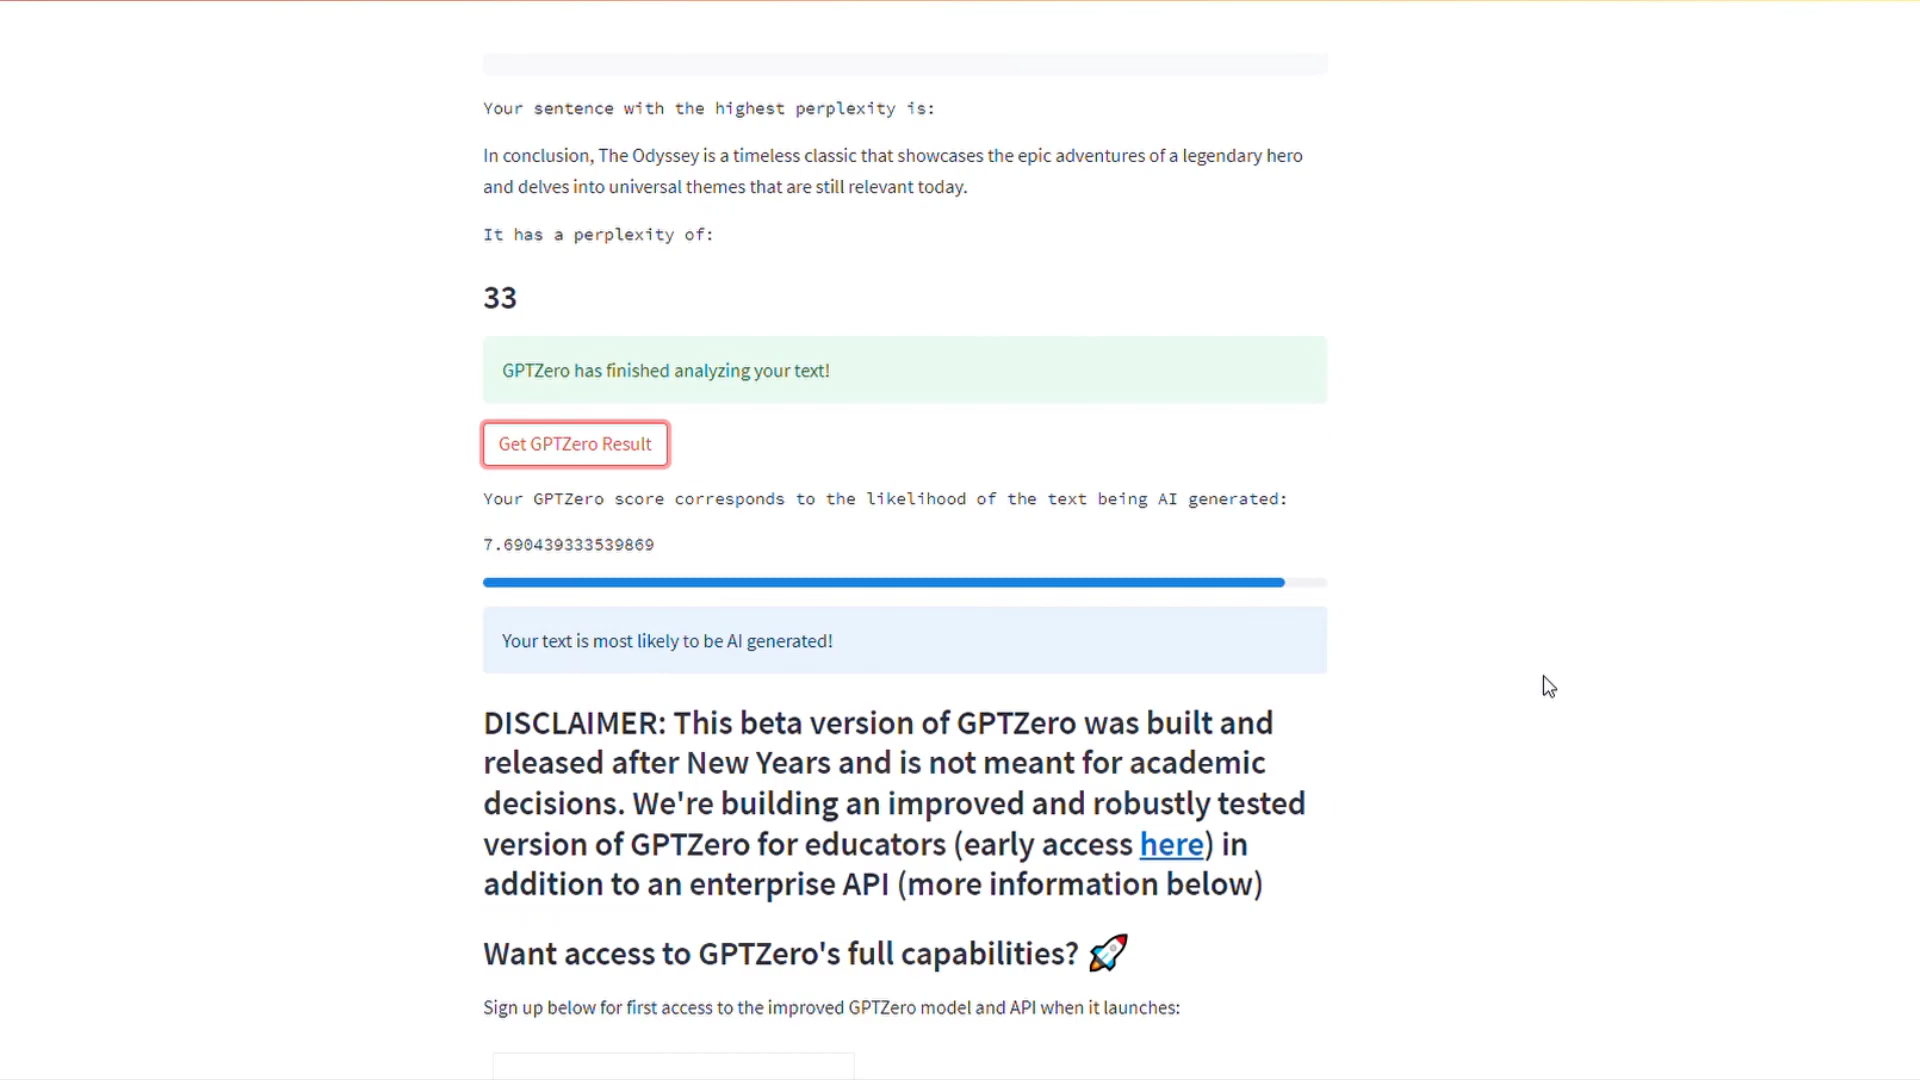 Your sentence with the highest perplexity is:
In conclusion, The Odyssey is a timeless classic that showcases the epic adventures of a legendary hero
and delves into universal themes that are still relevant today.
It has a perplexity of:
33
GPTZero has finished analyzing your text!
Get GPTZero Result
Your GPTZero score corresponds to the likelihood of the text being AI generated:
7.690439333539869
Your text is most likely to be AI generated!
DISCLAIMER: This beta version of GPTZero was built and
released after New Years and is not meant for academic
decisions. We're building an improved and robustly tested
version of GPTZero for educators (early access here) in
addition to an enterprise API (more information below)
Want access to GPTZero's full capabilities? 🚀
Sign up below for first access to the improved GPTZero model and API when it launches: